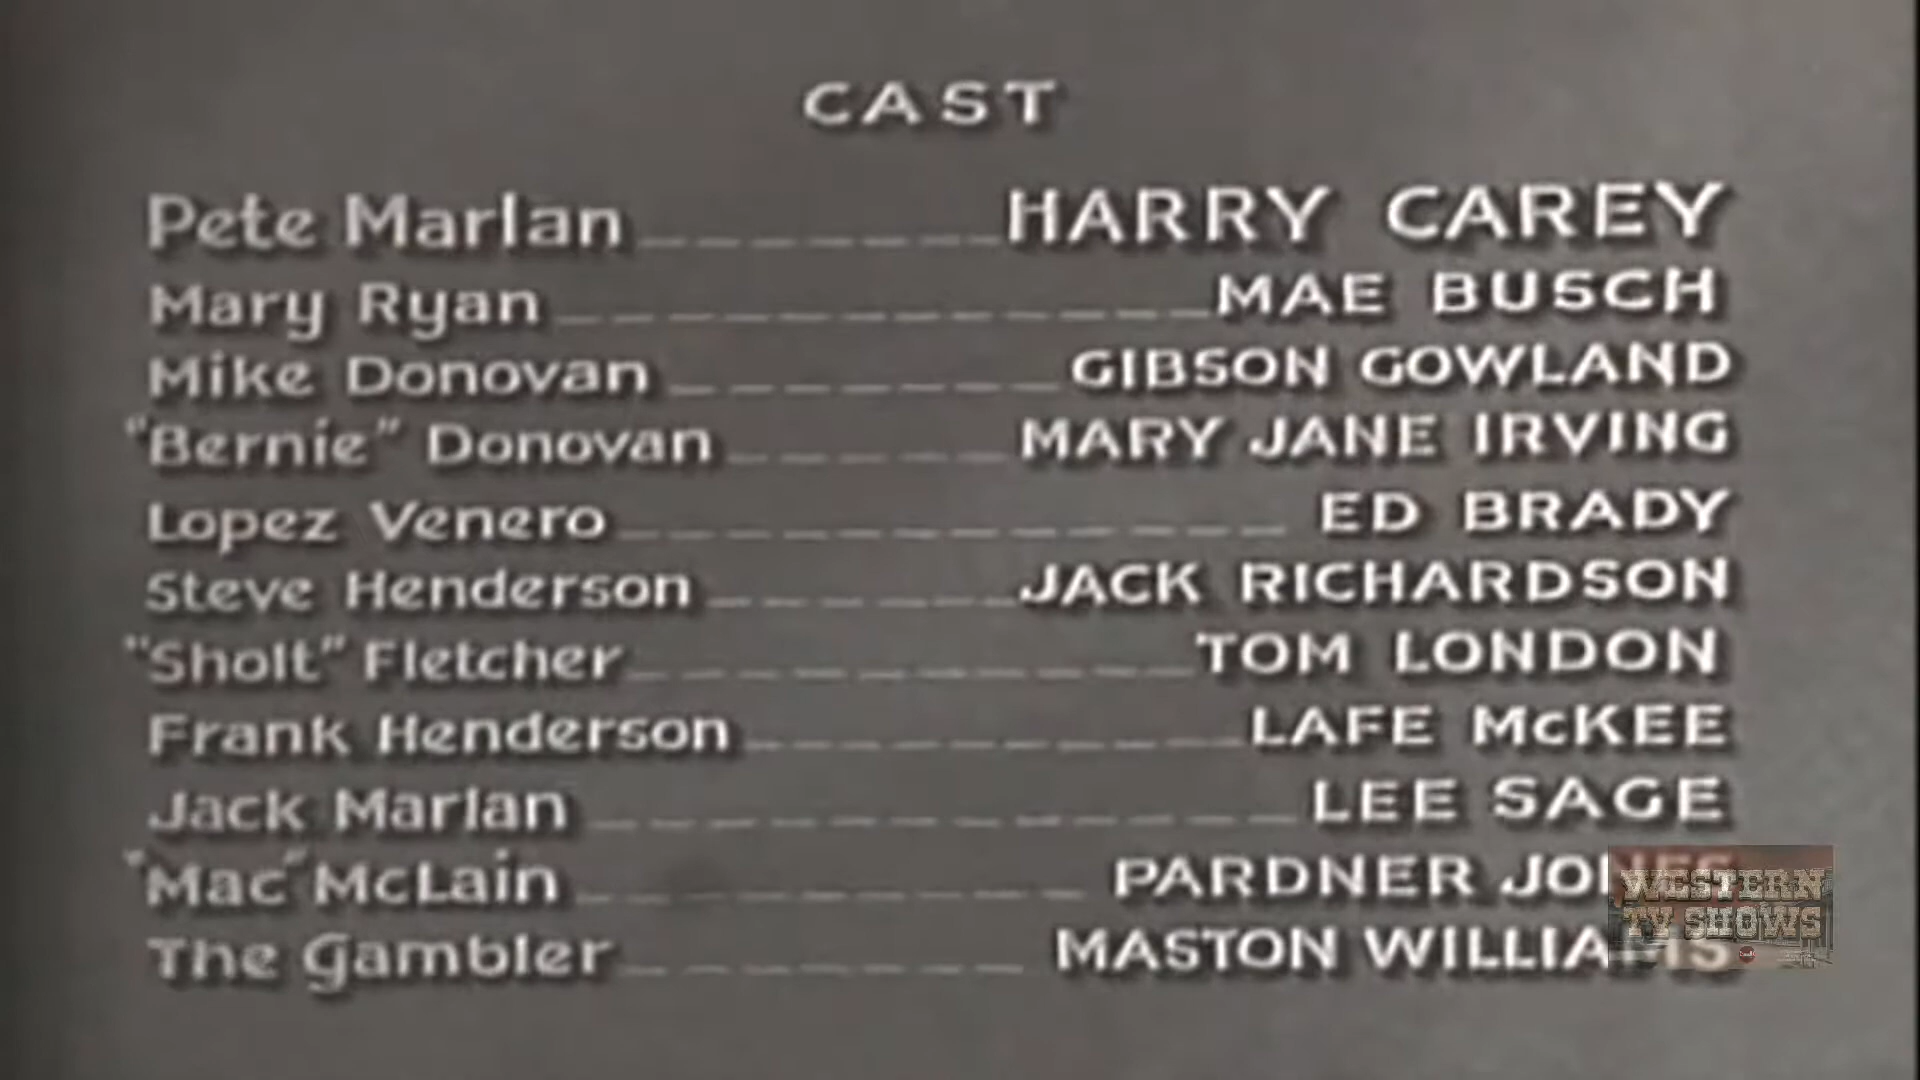 CAST
Pete Marlan HARRY CAREY
Mary Ryan MAE BUSCH
Mike Donovan GIBSON GOWLAND
"Bernie" Donovan MARY JANE IRVING
Lopez Venero ED BRADY
Steve Henderson JACK RICHARDSON
"Sholt" Fletcher TOM LONDON
Frank Henderson LAFE McKEE
Jack Marlan LEE SAGE
"Mac" McLain PARDNER JONES
The Gambler MASTON WILLIAMS
WESTERN
TV SHOWS